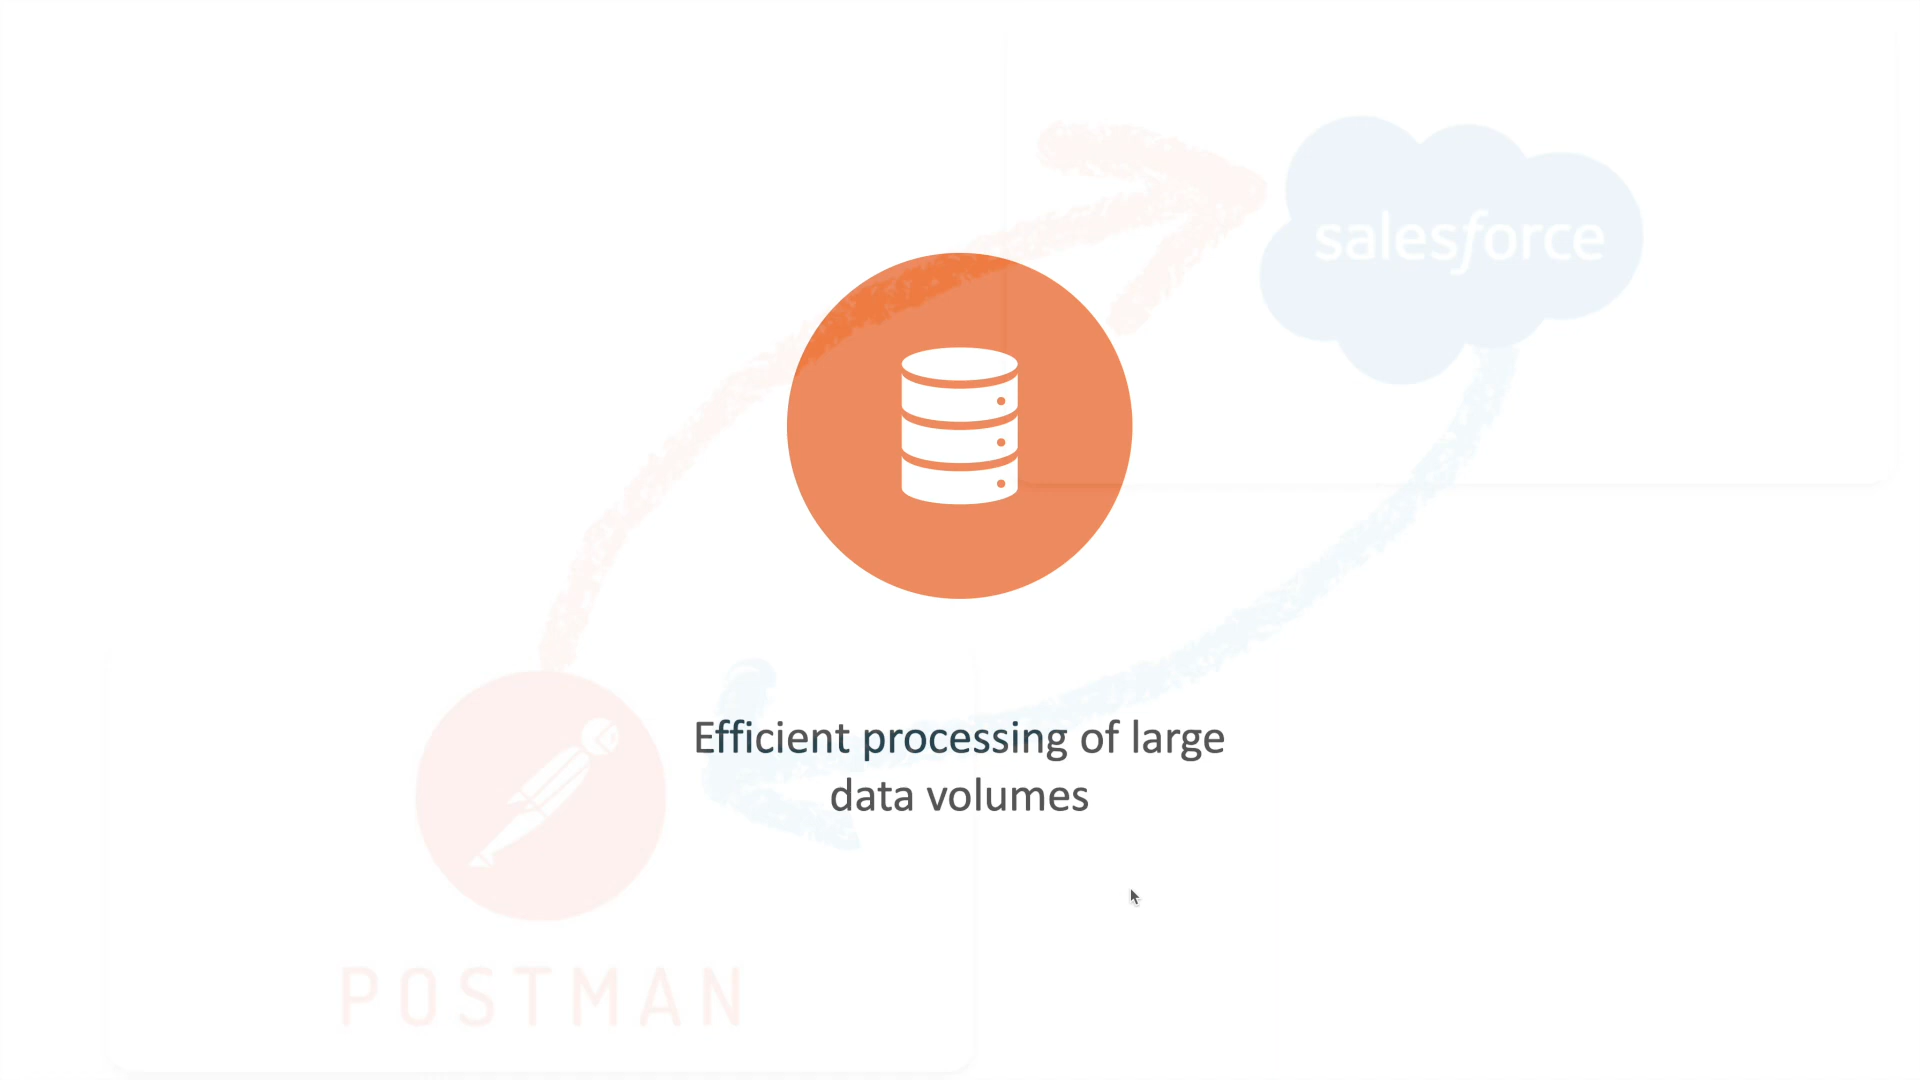 salesforce
Efficient processing of large
data volumes
POSTMAN